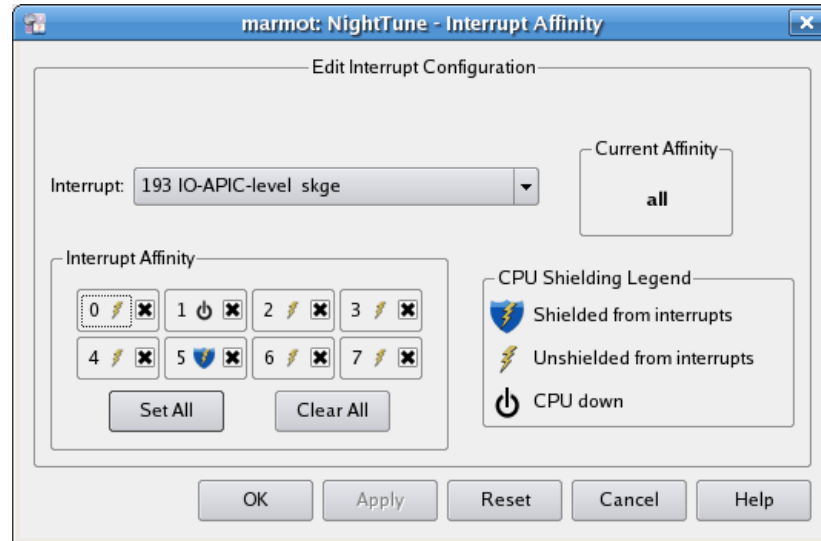 marmot: NightTune - Interrupt Affinity
Edit Interrupt Configuration
Interrupt: 193 IO-APIC-level skge
Current Affinity
all
Interrupt Affinity
0 1 2 3
4 5 6 7
Set All Clear All
CPU Shielding Legend
Shielded from interrupts
Unshielded from interrupts
CPU down
OK Apply Reset Cancel Help